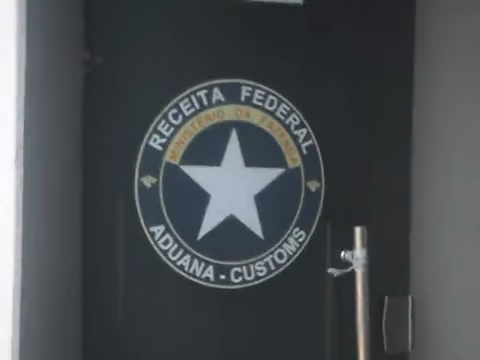 RECEITA FEDERAL
MINISTÉRIO DA FAZENDA
ADUANA - CUSTOMS